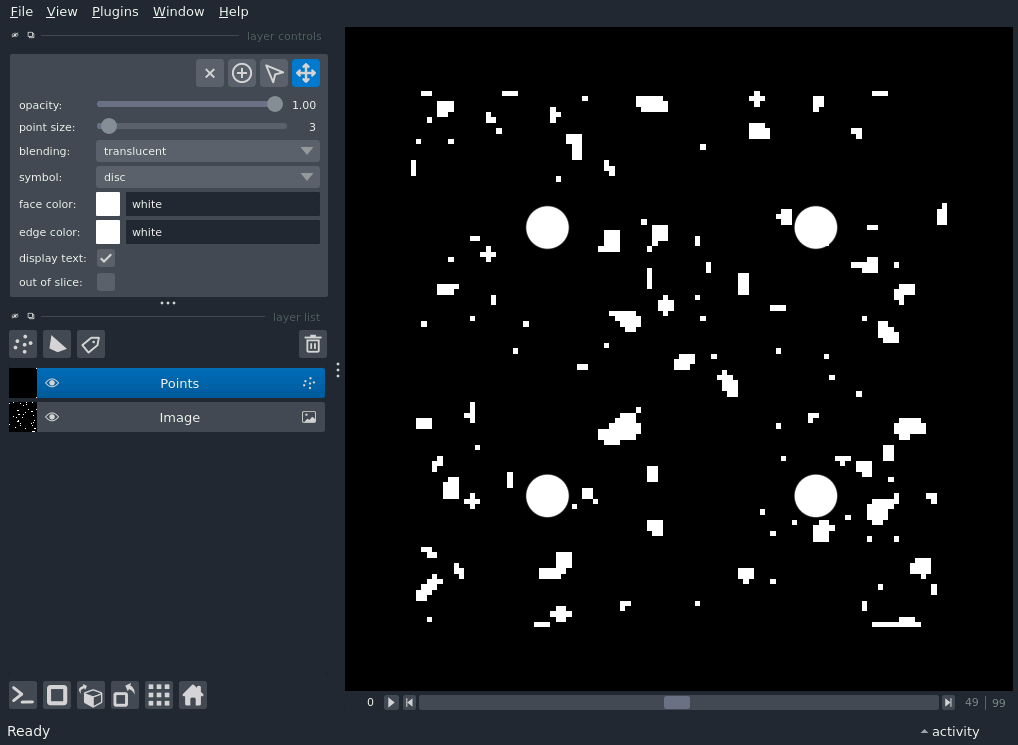 File View Plugins Window Help
layer controls
opacity: 1.00
point size: 3
blending: translucent
symbol: disc
face color: white
edge color: white
display text:
out of slice:
layer list
Points
Image
0 49 99
Ready activity